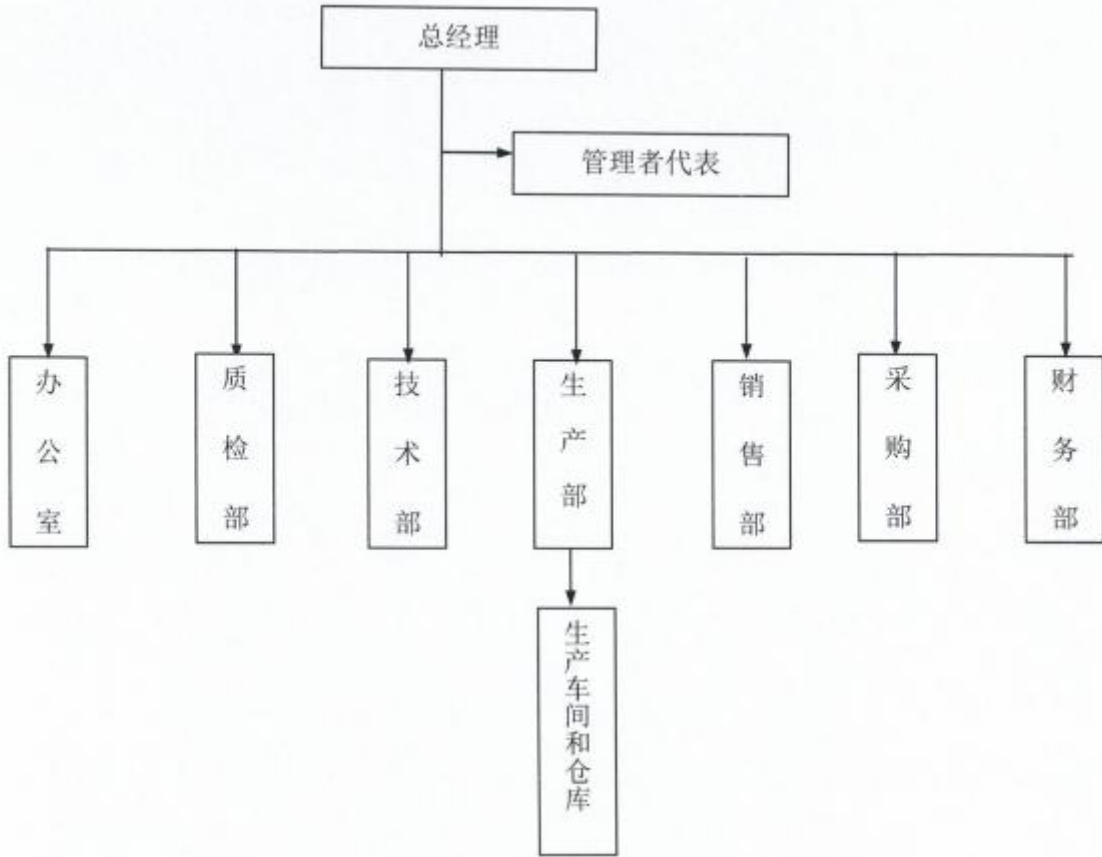 总经理
管理者代表
办公室
质检部
技术部
生产部
销售部
采购部
财务部
生产车间和仓库